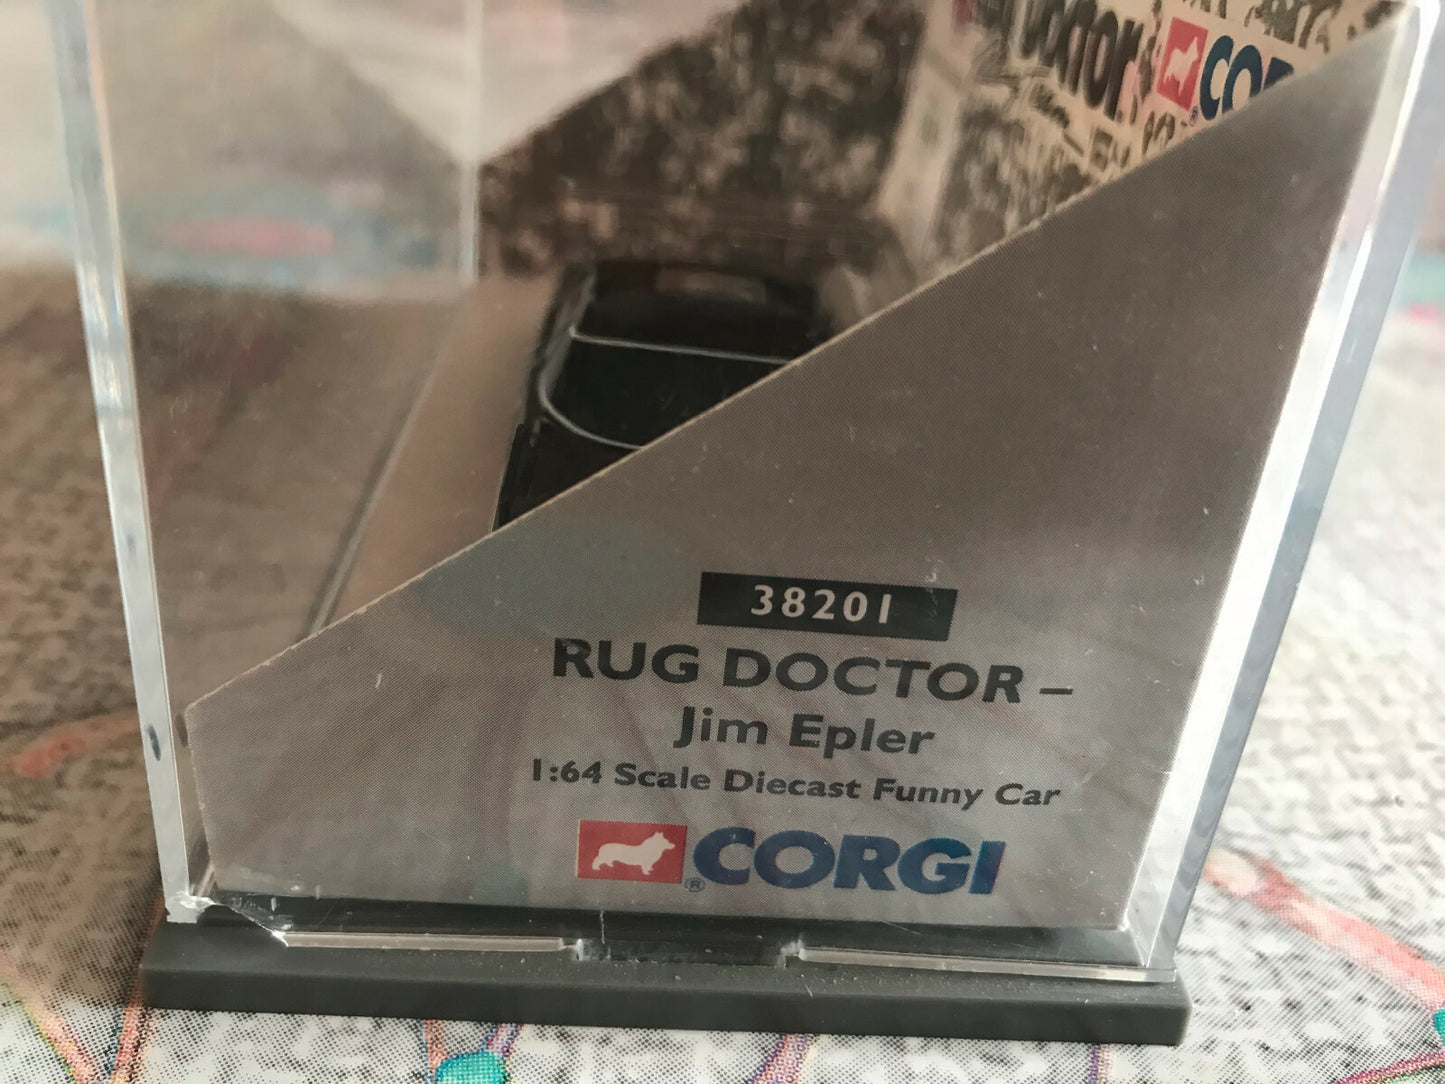 DOCTOR
CORGI
38201
RUG DOCTOR –
Jim Epler
1:64 Scale Diecast Funny Car
® CORGI